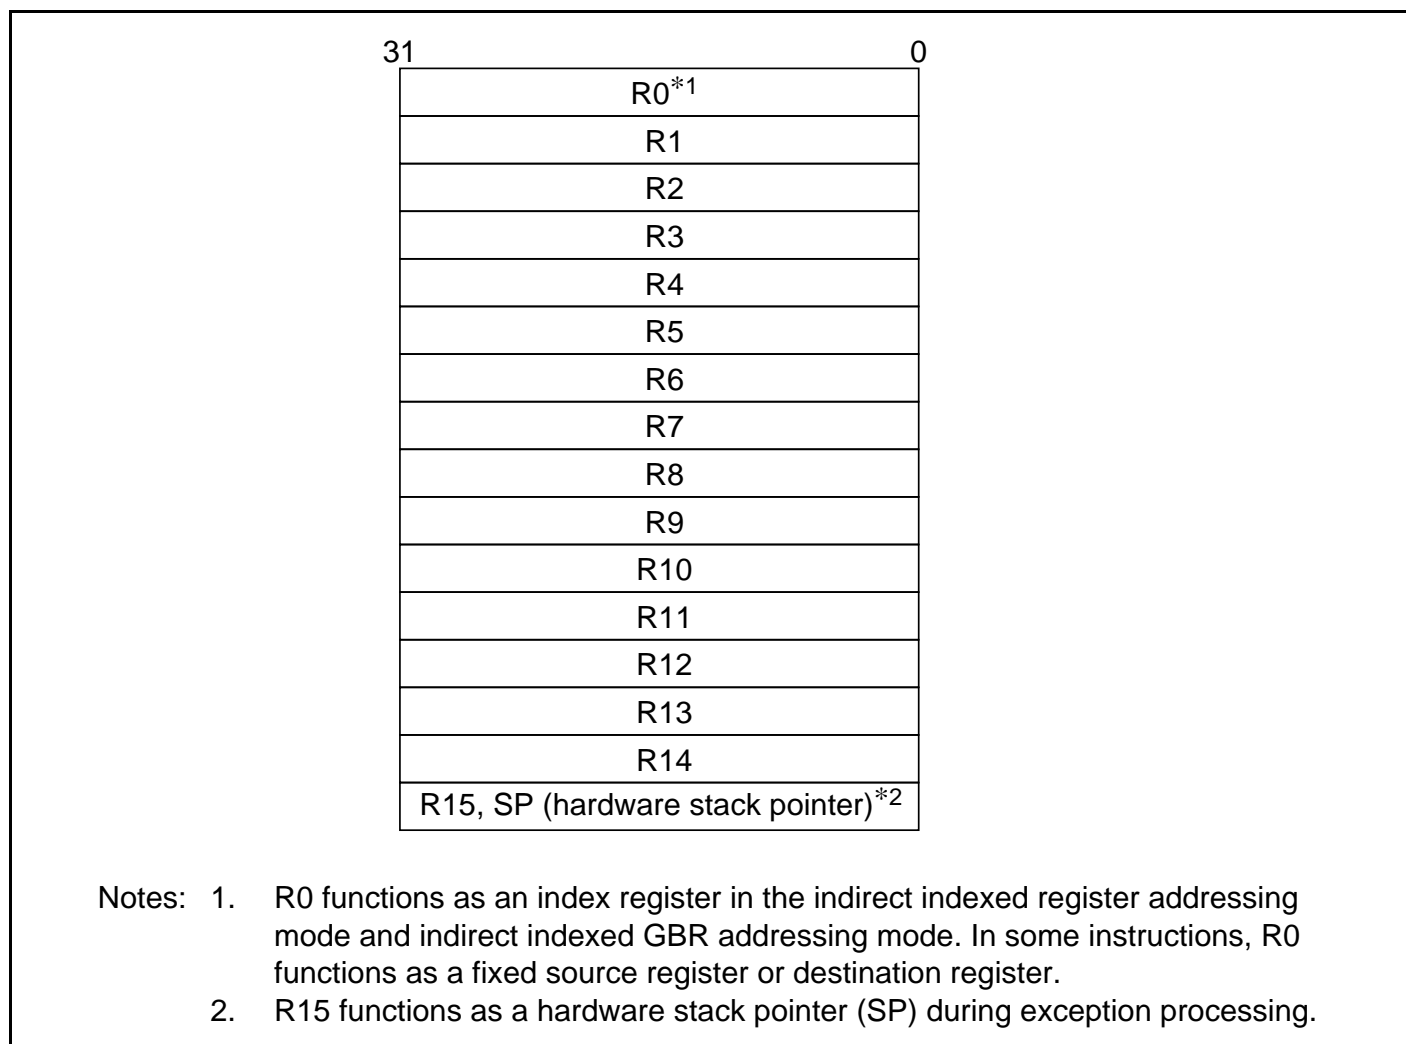 31 0
R0*1
R1
R2
R3
R4
R5
R6
R7
R8
R9
R10
R11
R12
R13
R14
R15, SP (hardware stack pointer)*2
Notes: 1. R0 functions as an index register in the indirect indexed register addressing
mode and indirect indexed GBR addressing mode. In some instructions, R0
functions as a fixed source register or destination register.
2. R15 functions as a hardware stack pointer (SP) during exception processing.